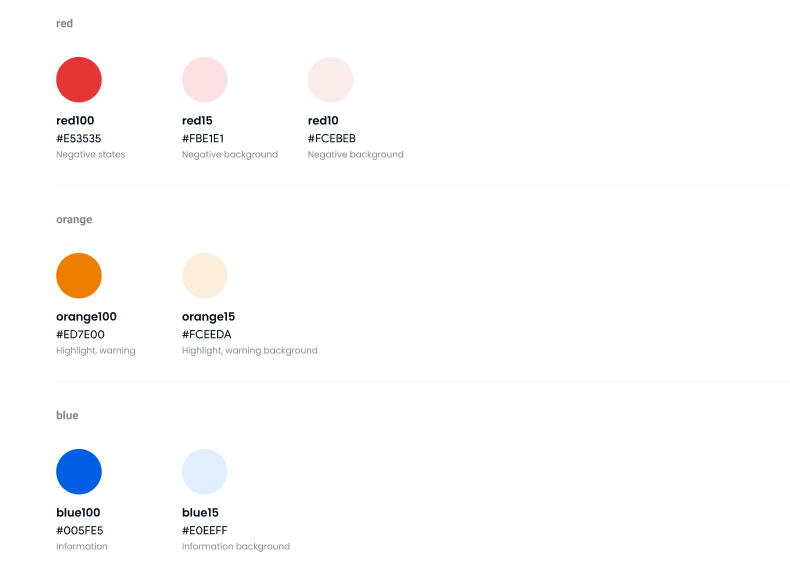 red
red100
#E53535
Negative states
red15
#FBE1E1
Negative background
red10
#FCEBEB
Negative background
orange
orange100
#ED7E00
Highlight, warning
orange15
#FCEEDA
Highlight, warning background
blue
blue100
#005FE5
Information
blue15
#E0EEFF
Information background